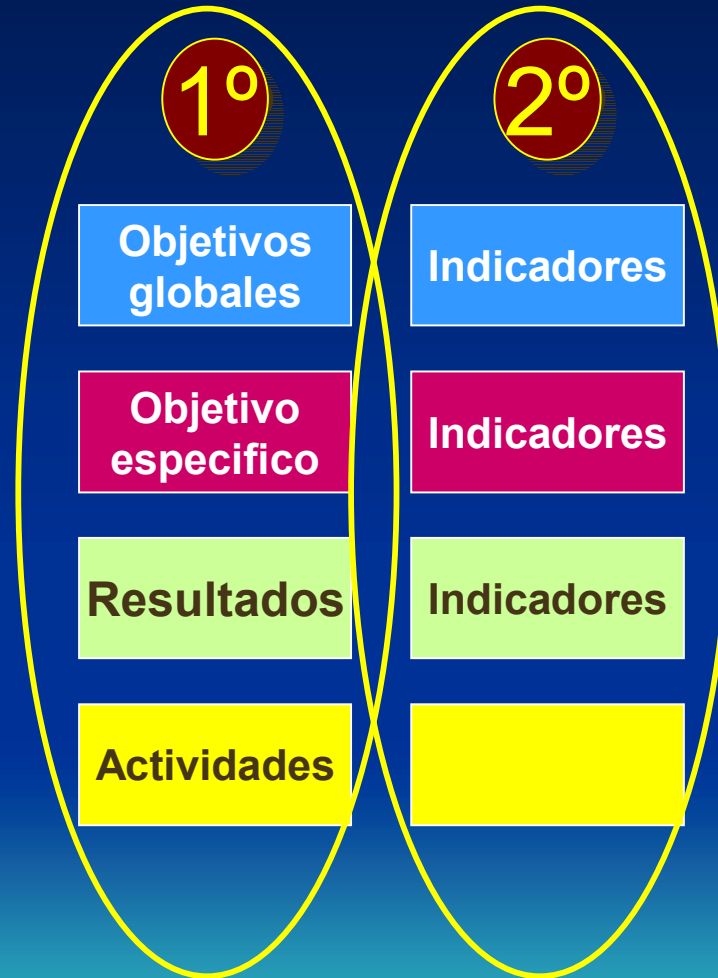 1º
2º
Objetivos
globales
Indicadores
Objetivo
especifico
Indicadores
Resultados
Indicadores
Actividades